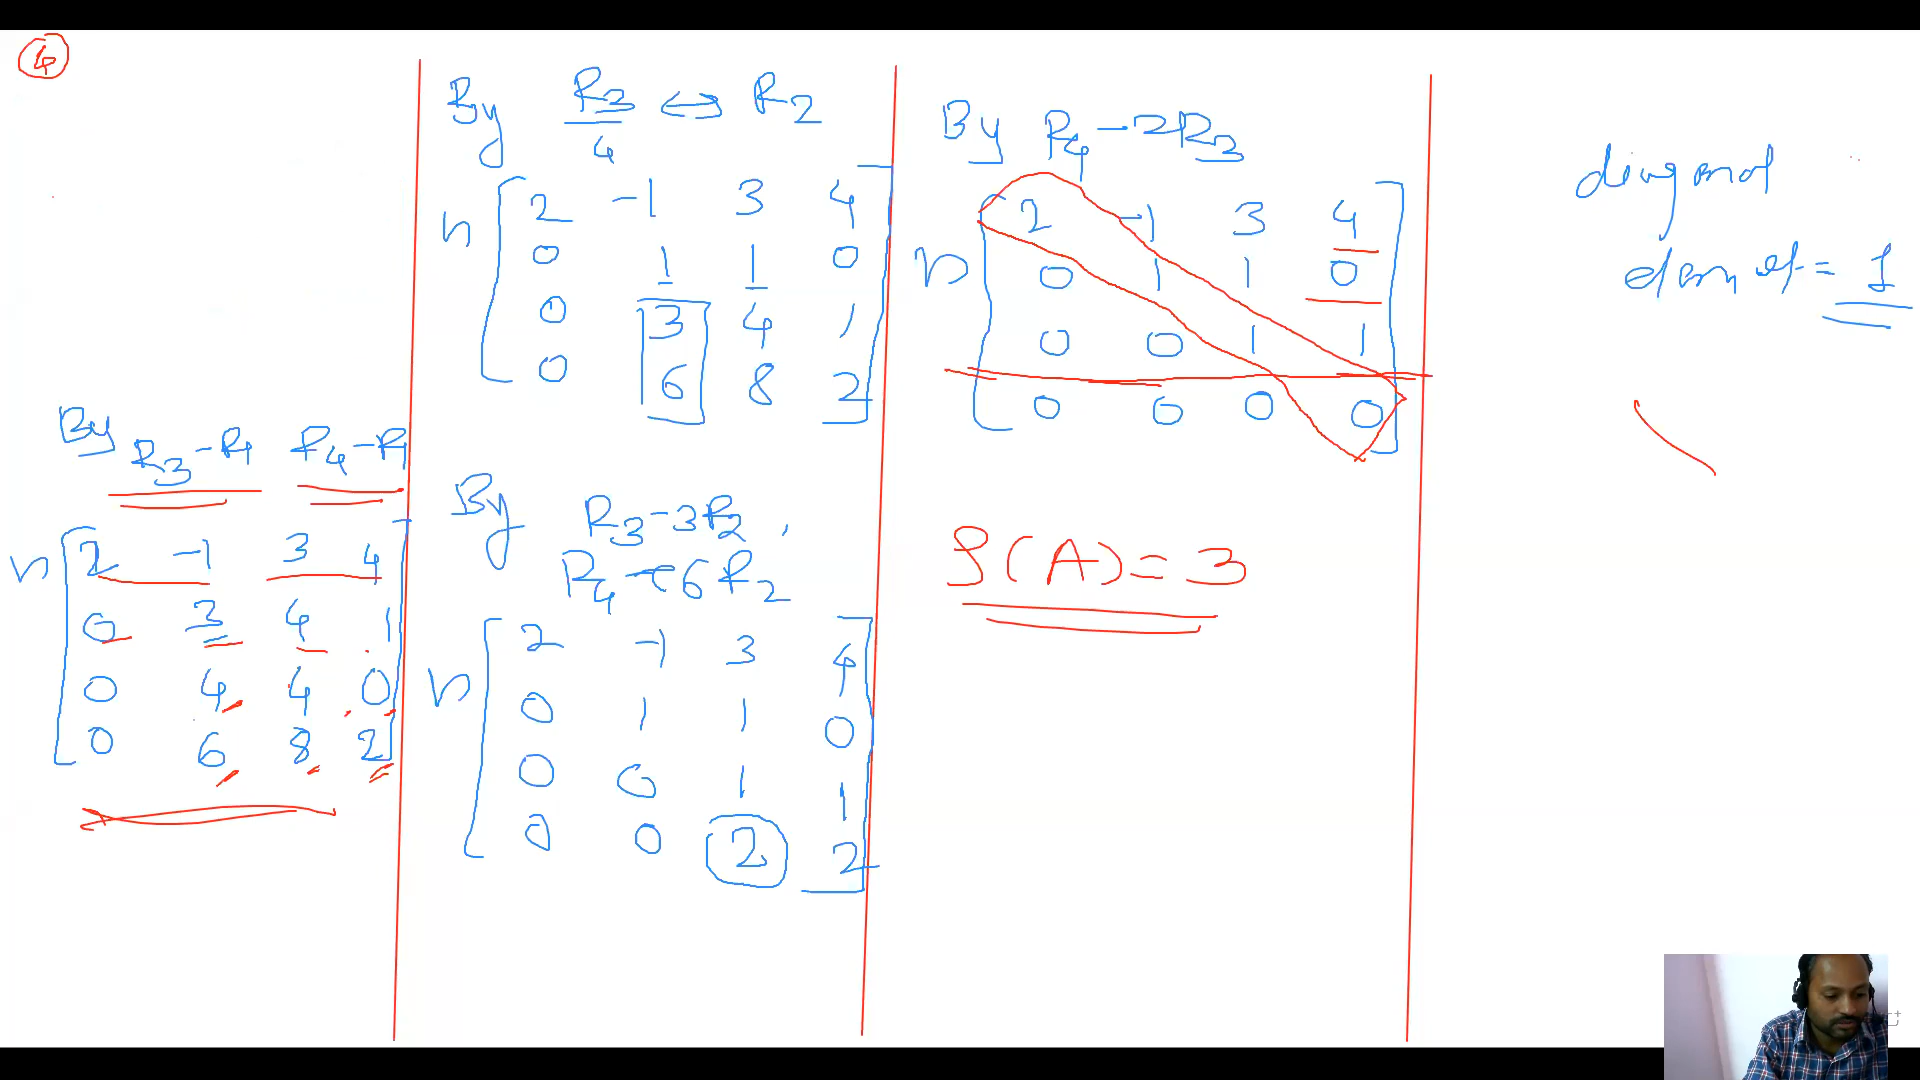 4
By R3 - R1 R4 - R1
~ [ 2 -1 3 4
0 3 4 1
0 4 4 0
0 6 8 2 ]
By R3/4 ↔ R2
~ [ 2 -1 3 4
0 1 1 0
0 3 4 1
0 6 8 2 ]
By R3 - 3R2 ,
R4 - 6R2
~ [ 2 -1 3 4
0 1 1 0
0 0 1 1
0 0 2 2 ]
By R4 - 2R3
~ [ 2 -1 3 4
0 1 1 0
0 0 1 1
0 0 0 0 ]
ρ(A) = 3
diagonal
= 1